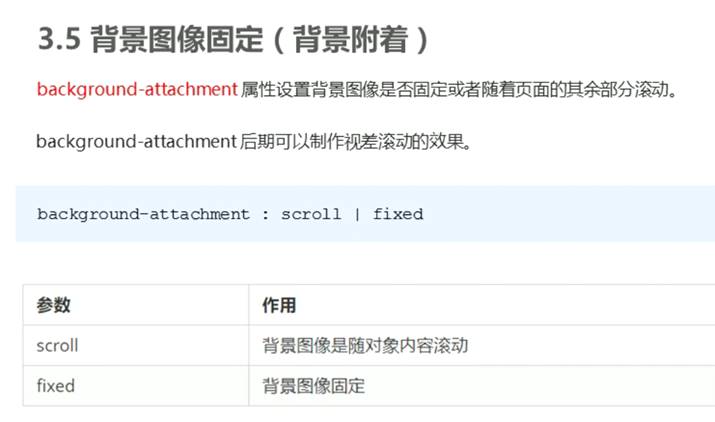 3.5 背景图像固定（背景附着）
background-attachment 属性设置背景图像是否固定或者随着页面的其余部分滚动。
background-attachment 后期可以制作视差滚动的效果。
background-attachment : scroll | fixed
参数 作用
scroll 背景图像是随对象内容滚动
fixed 背景图像固定